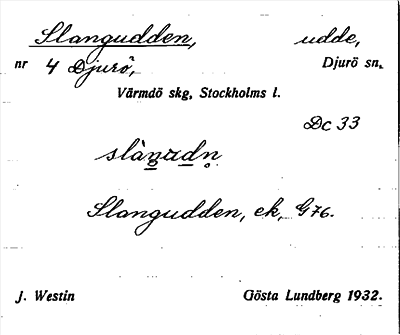 Slangudden, udde,
nr 4 Djurö, Djurö sn.
Värmdö skg, Stockholms l.
Dc 33
Slangudden, ek, G76.
J. Westin Gösta Lundberg 1932.